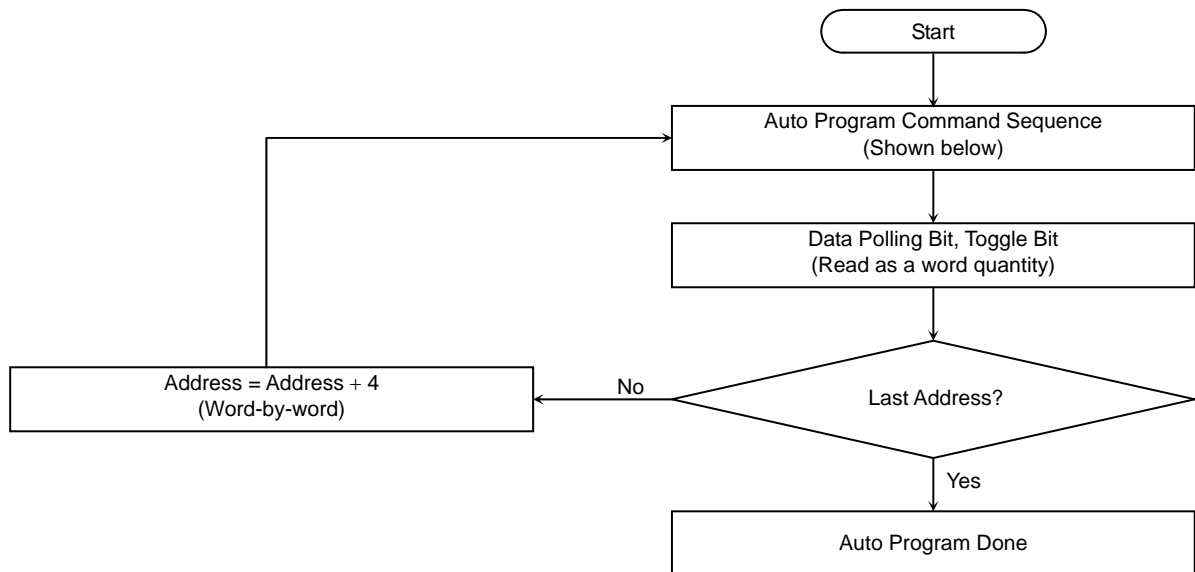 Start
Auto Program Command Sequence
(Shown below)
Data Polling Bit, Toggle Bit
(Read as a word quantity)
Address = Address + 4
(Word-by-word)
No
Last Address?
Yes
Auto Program Done